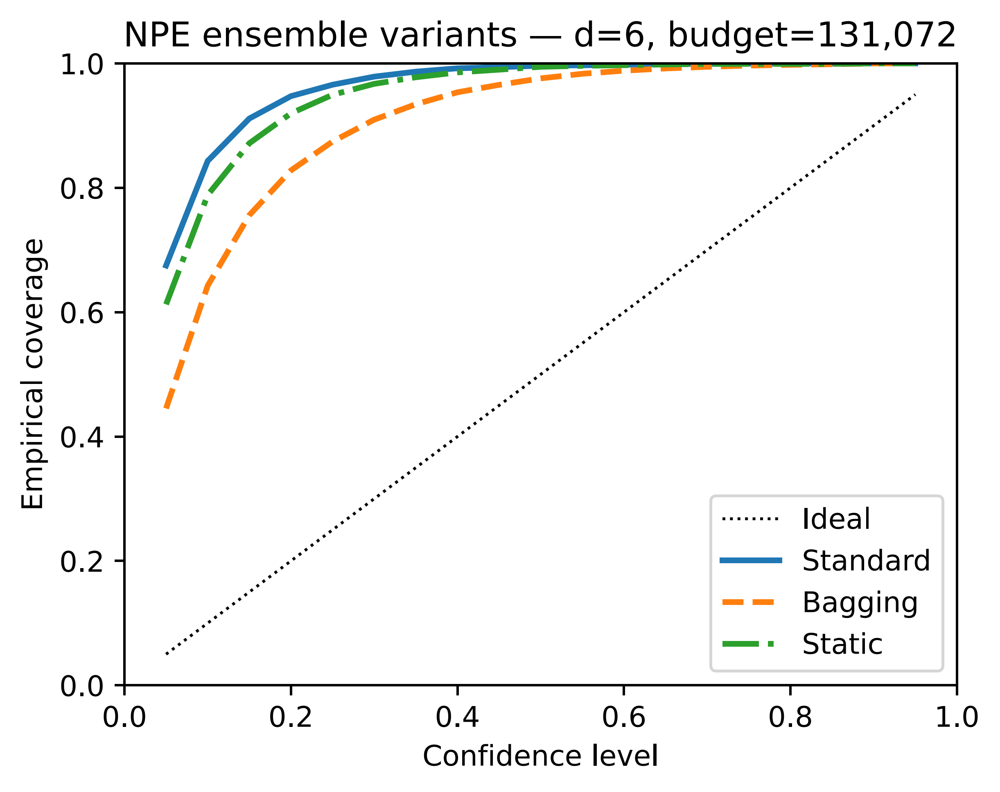 NPE ensemble variants — d=6, budget=131,072
1.0
0.8
0.6
0.4
0.2
0.0
Empirical coverage
Ideal
Standard
Bagging
Static
0.0 0.2 0.4 0.6 0.8 1.0
Confidence level